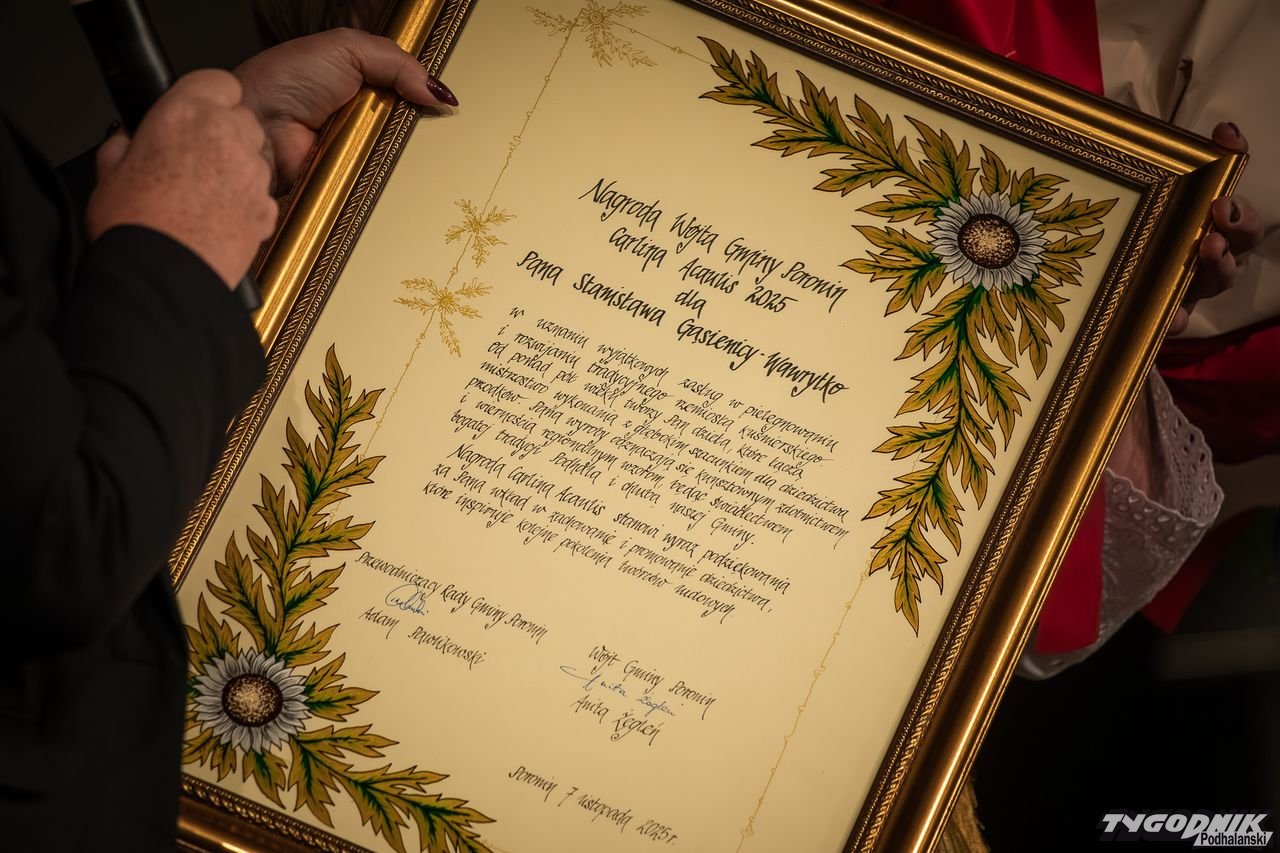 Nagroda Wójta Gminy Poronin
Carlina Acaulis 2025
dla
Pana Stanisława Gąsienicy-Wawrytko
w uznaniu wyjątkowych zasług w pielęgnowaniu
i rozwijaniu tradycyjnego rzemiosła kuśnierskiego.
Od ponad pół wieku tworzy Pan dzieła, które łączą
mistrzostwo wykonania z głębokim szacunkiem dla dziedzictwa
przodków. Pana wyroby odznaczają się kunsztownym zdobnictwem
i wiernością regionalnym wzorom, będąc świadectwem
bogatej tradycji Podhala i chlubą naszej Gminy.
Nagroda Carlina Acaulis stanowi wyraz podziękowania
za Pana wkład w zachowanie i promowanie dziedzictwa,
które inspiruje kolejne pokolenia twórców ludowych.
Przewodniczący Rady Gminy Poronin
Adam Pawlikowski
Wójt Gminy Poronin
Anita Żegleń
Anita Żegleń
Poronin 7 listopada 2025 r.
TYGODNIK
Podhalański